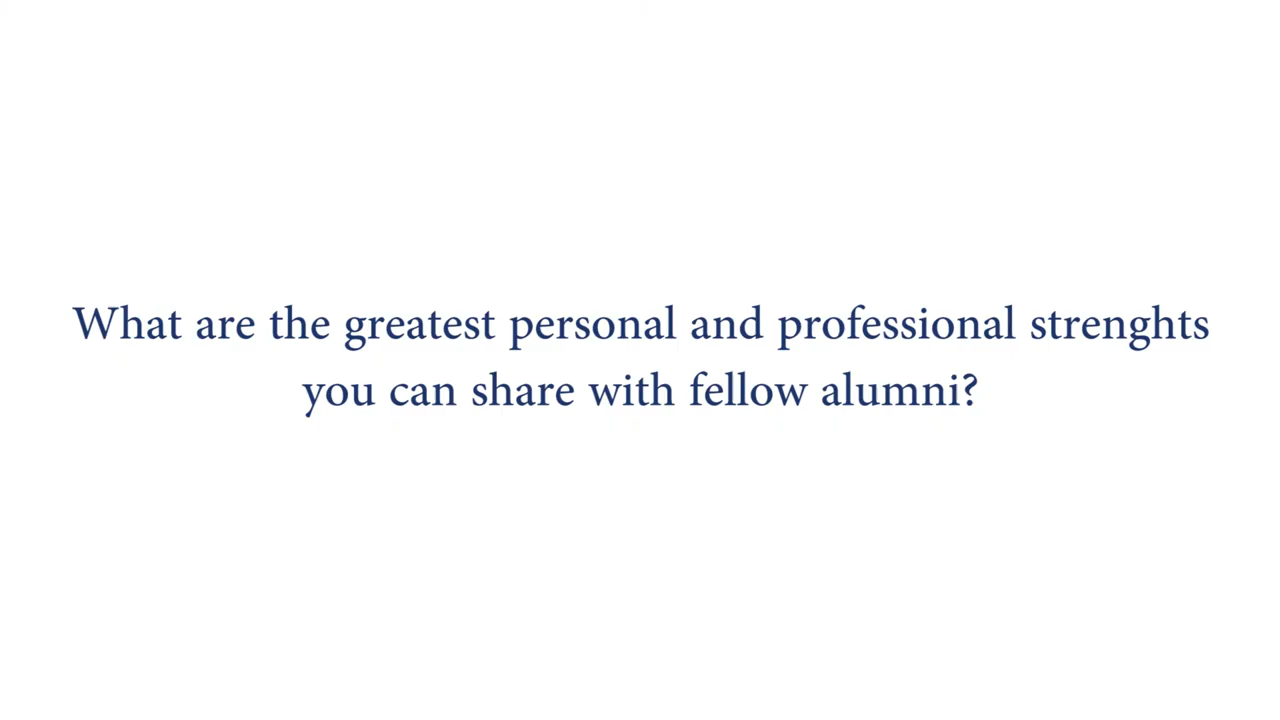 What are the greatest personal and professional strenghts
you can share with fellow alumni?